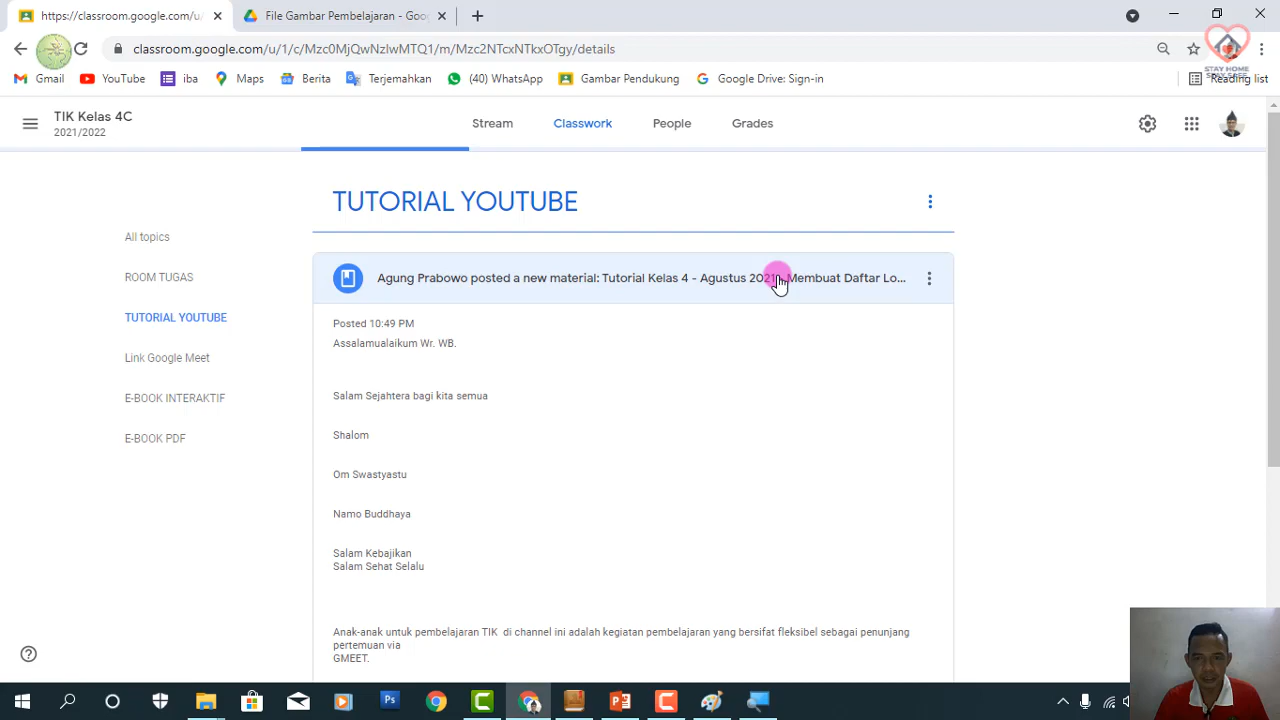 https://classroom.google.com/u/
File Gambar Pembelajaran - Goo
classroom.google.com/u/1/c/Mzc0MjQwNzIwMTQ1/m/Mzc2NTcxNTkxOTgy/details
Gmail
YouTube
iba
Maps
Berita
Terjemahkan
(40) WhatsApp
Gambar Pendukung
Google Drive: Sign-in
Reading list
STAY HOME
STAY SAFE
TIK Kelas 4C
2021/2022
Stream
Classwork
People
Grades
TUTORIAL YOUTUBE
All topics
ROOM TUGAS
TUTORIAL YOUTUBE
Link Google Meet
E-BOOK INTERAKTIF
E-BOOK PDF
Agung Prabowo posted a new material: Tutorial Kelas 4 - Agustus 2021 - Membuat Daftar Lo...
Posted 10:49 PM
Assalamualaikum Wr. WB.
Salam Sejahtera bagi kita semua
Shalom
Om Swastyastu
Namo Buddhaya
Salam Kebajikan
Salam Sehat Selalu
Anak-anak untuk pembelajaran TIK di channel ini adalah kegiatan pembelajaran yang bersifat fleksibel sebagai penunjang
pertemuan via
GMEET.